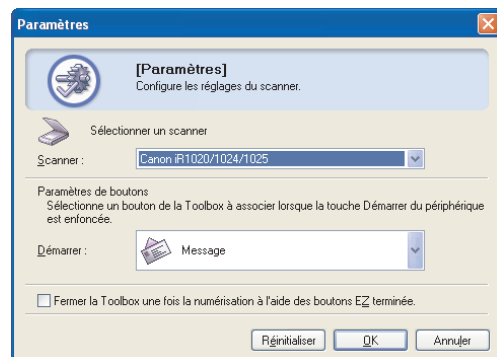 Paramètres
[Paramètres]
Configure les réglages du scanner.
Sélectionner un scanner
Scanner :
Canon iR1020/1024/1025
Paramètres de boutons
Sélectionne un bouton de la Toolbox à associer lorsque la touche Démarrer du périphérique
est enfoncée.
Démarrer :
Message
Fermer la Toolbox une fois la numérisation à l'aide des boutons EZ terminée.
Réinitialiser
OK
Annuler